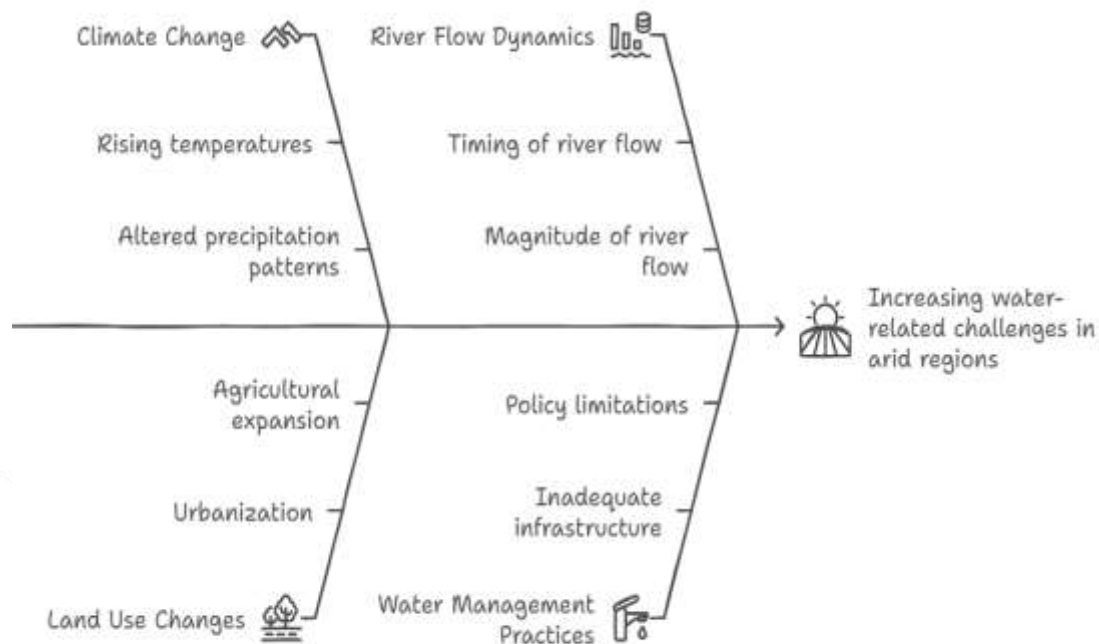 Climate Change
River Flow Dynamics
Rising temperatures
Timing of river flow
Altered precipitation
patterns
Magnitude of river
flow
Increasing water-
related challenges in
arid regions
Agricultural
expansion
Policy limitations
Urbanization
Inadequate
infrastructure
Land Use Changes
Water Management
Practices